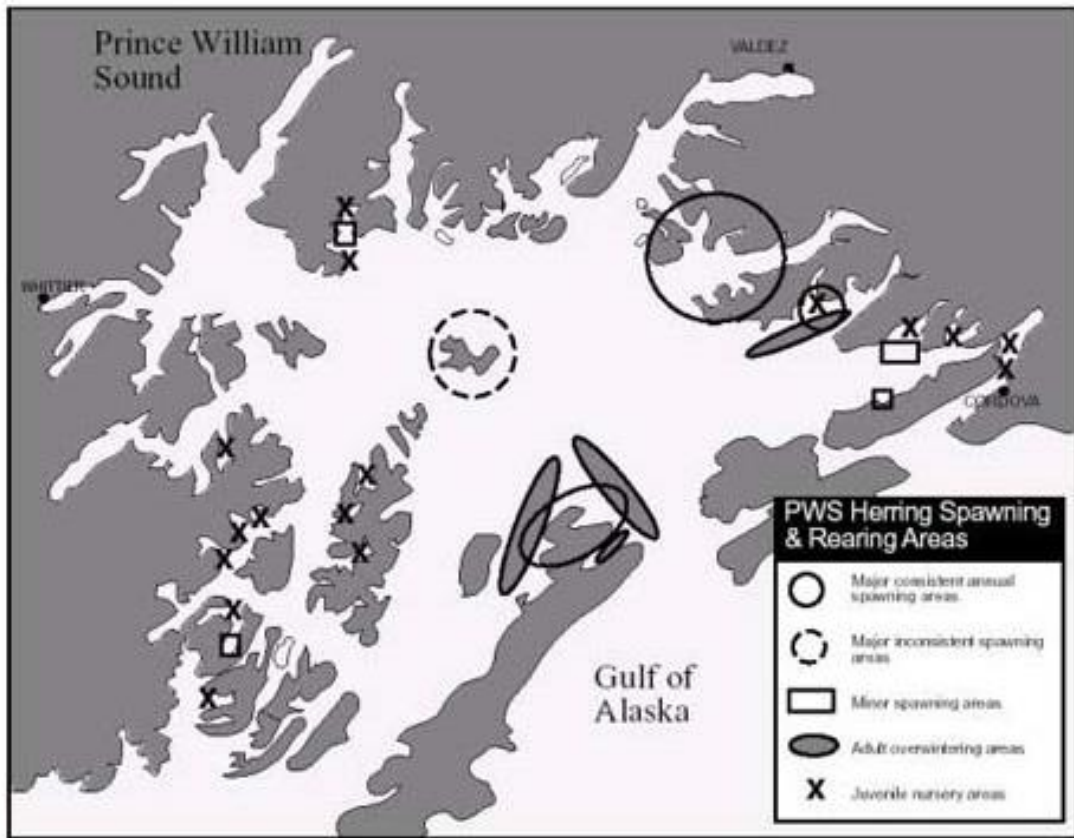 Prince William
Sound
VALDEZ
WHITTIER
CORDOVA
Gulf of
Alaska
PWS Herring Spawning
& Rearing Areas
Major consistent annual
spawning areas
Major inconsistent spawning
areas
Minor spawning areas
Adult overwintering areas
X Juvenile nursery areas